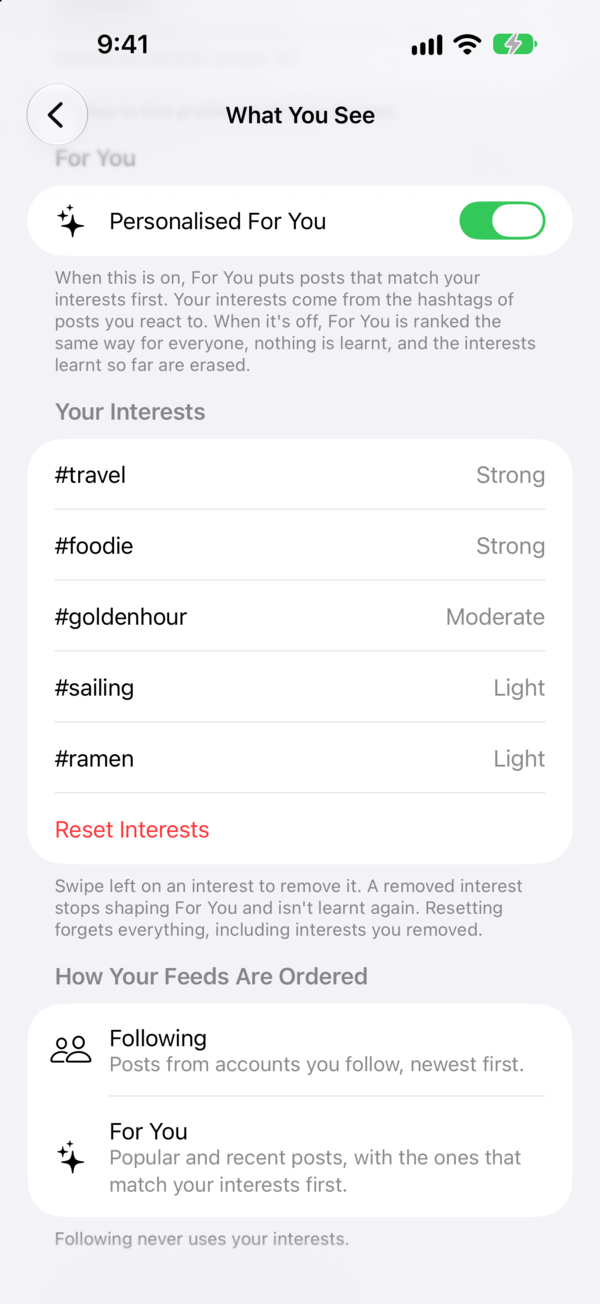 9:41
What You See
For You
Personalised For You
When this is on, For You puts posts that match your
interests first. Your interests come from the hashtags of
posts you react to. When it's off, For You is ranked the
same way for everyone, nothing is learnt, and the interests
learnt so far are erased.
Your Interests
#travel Strong
#foodie Strong
#goldenhour Moderate
#sailing Light
#ramen Light
Reset Interests
Swipe left on an interest to remove it. A removed interest
stops shaping For You and isn't learnt again. Resetting
forgets everything, including interests you removed.
How Your Feeds Are Ordered
Following
Posts from accounts you follow, newest first.
For You
Popular and recent posts, with the ones that
match your interests first.
Following never uses your interests.